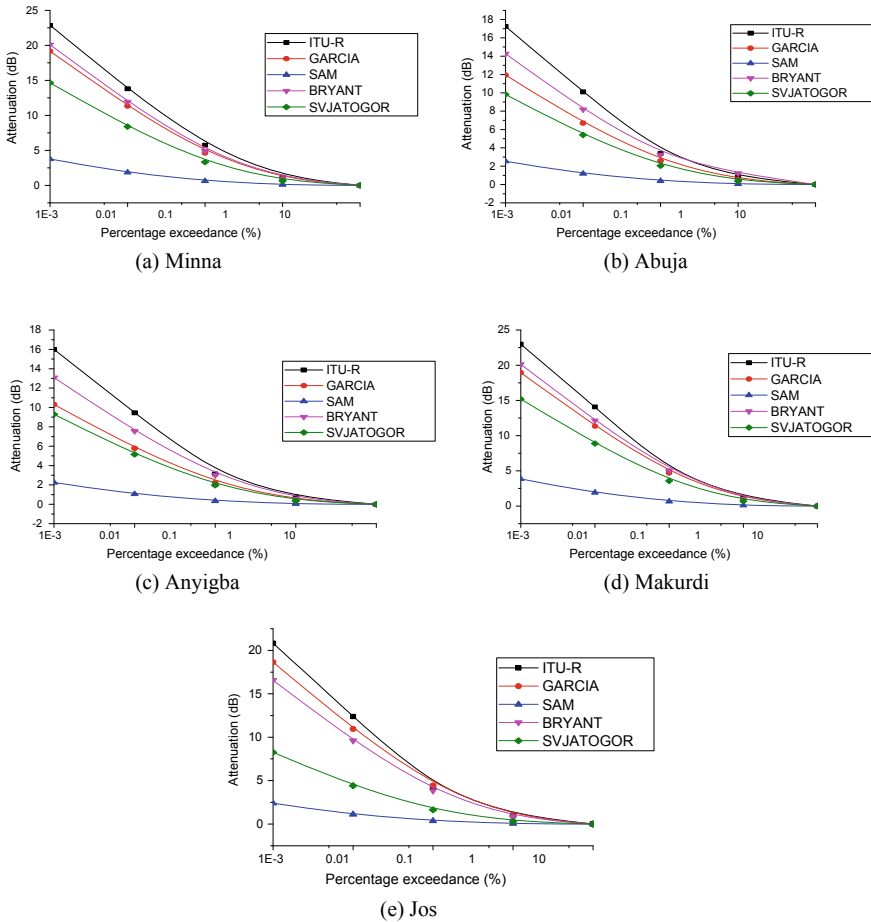 25
20
15
10
5
0
Attenuation (dB)
1E-3 0.01 0.1 1 10
Percentage exceedance (%)
ITU-R
GARCIA
SAM
BRYANT
SVJATOGOR
(a) Minna
18
16
14
12
10
8
6
4
2
0
-2
Attenuation (dB)
1E-3 0.01 0.1 1 10
Percentage exceedance (%)
ITU-R
GARCIA
SAM
BRYANT
SVJATOGOR
(b) Abuja
18
16
14
12
10
8
6
4
2
0
-2
Attenuation (dB)
1E-3 0.01 0.1 1 10
Percentage exceedance (%)
ITU-R
GARCIA
SAM
BRYANT
SVJATOGOR
(c) Anyigba
25
20
15
10
5
0
Attenuation (dB)
1E-3 0.01 0.1 1 10
Percentage exceedance (%)
ITU-R
GARCIA
SAM
BRYANT
SVJATOGOR
(d) Makurdi
20
15
10
5
0
Attenuation (dB)
1E-3 0.01 0.1 1 10
Percentage exceedance (%)
ITU-R
GARCIA
SAM
BRYANT
SVJATOGOR
(e) Jos